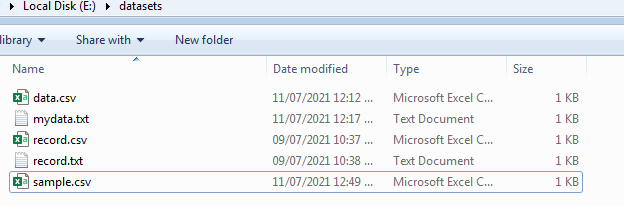 Local Disk (E:) datasets
library Share with New folder
Name Date modified Type Size
data.csv 11/07/2021 12:12 ... Microsoft Excel C... 1 KB
mydata.txt 11/07/2021 12:17 ... Text Document 1 KB
record.csv 09/07/2021 10:37 ... Microsoft Excel C... 1 KB
record.txt 09/07/2021 10:38 ... Text Document 1 KB
sample.csv 11/07/2021 12:49 ... Microsoft Excel C... 1 KB